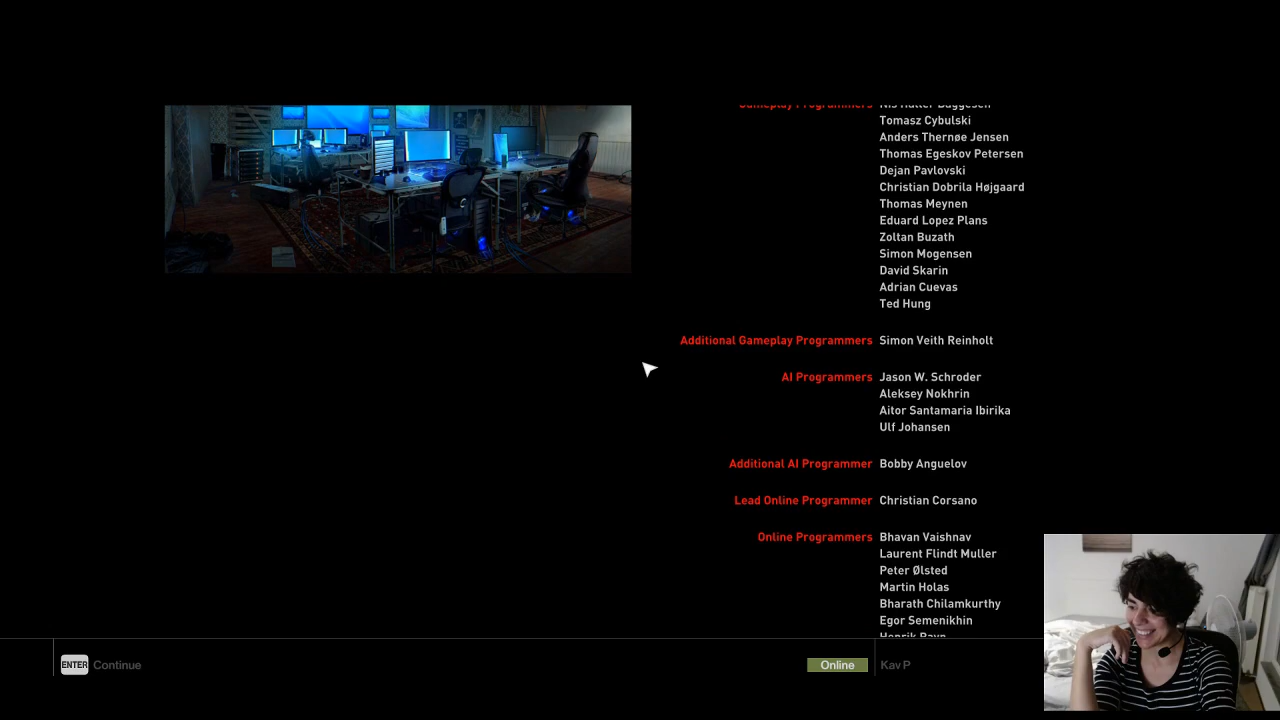 Gameplay Programmers
Tomasz Cybulski
Anders Thernøe Jensen
Thomas Egeskov Petersen
Dejan Pavlovski
Christian Dobrila Højgaard
Thomas Meynen
Eduard Lopez Plans
Zoltan Buzath
Simon Mogensen
David Skarin
Adrian Cuevas
Ted Hung
Additional Gameplay Programmers Simon Veith Reinholt
AI Programmers Jason W. Schroder
Aleksey Nokhrin
Aitor Santamaria Ibirika
Ulf Johansen
Additional AI Programmer Bobby Anguelov
Lead Online Programmer Christian Corsano
Online Programmers Bhavan Vaishnav
Laurent Flindt Muller
Peter Ølsted
Martin Holas
Bharath Chilamkurthy
Egor Semenikhin
ENTER Continue Online Kav P